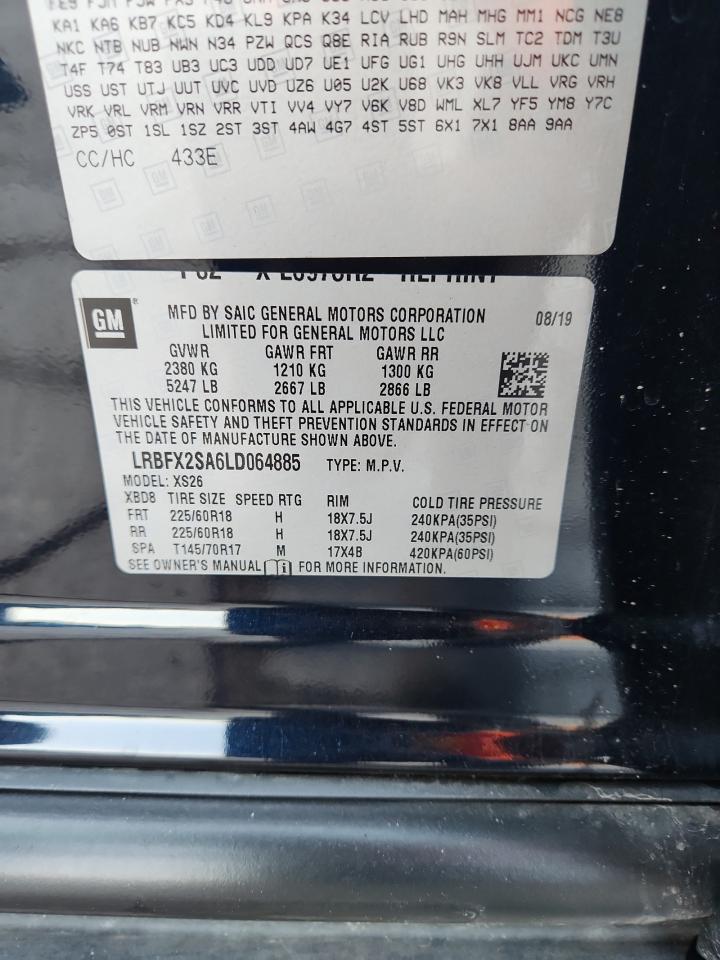 KA1 KA6 KB7 KC5 KD4 KL9 KPA K34 LCV LHD MAH MHG MM1 NCG NE8
NKC NTB NUB NWN N34 PZW QCS Q8E RIA RUB R9N SLM TC2 TDM T3U
T4F T74 T83 UB3 UC3 UDD UD7 UE1 UFG UG1 UHG UHH UJM UKC UMN
USS UST UTJ UUT UVC UVD UZ6 U05 U2K U68 VK3 VK8 VLL VRG VRH
VRK VRL VRM VRN VRR VTI VV4 VY7 V6K V8D WML XL7 YF5 YM8 Y7C
ZP5 0ST 1SL 1SZ 2ST 3ST 4AW 4G7 4ST 5ST 6X1 7X1 8AA 9AA
CC/HC 433E
REPRINT
GM ®
MFD BY SAIC GENERAL MOTORS CORPORATION 08/19
LIMITED FOR GENERAL MOTORS LLC
GVWR GAWR FRT GAWR RR
2380 KG 1210 KG 1300 KG
5247 LB 2667 LB 2866 LB
THIS VEHICLE CONFORMS TO ALL APPLICABLE U.S. FEDERAL MOTOR
VEHICLE SAFETY AND THEFT PREVENTION STANDARDS IN EFFECT ON
THE DATE OF MANUFACTURE SHOWN ABOVE.
LRBFX2SA6LD064885 TYPE: M.P.V.
MODEL: XS26
XBD8 TIRE SIZE SPEED RTG RIM COLD TIRE PRESSURE
FRT 225/60R18 H 18X7.5J 240KPA(35PSI)
RR 225/60R18 H 18X7.5J 240KPA(35PSI)
SPA T145/70R17 M 17X4B 420KPA(60PSI)
SEE OWNER'S MANUAL i FOR MORE INFORMATION.